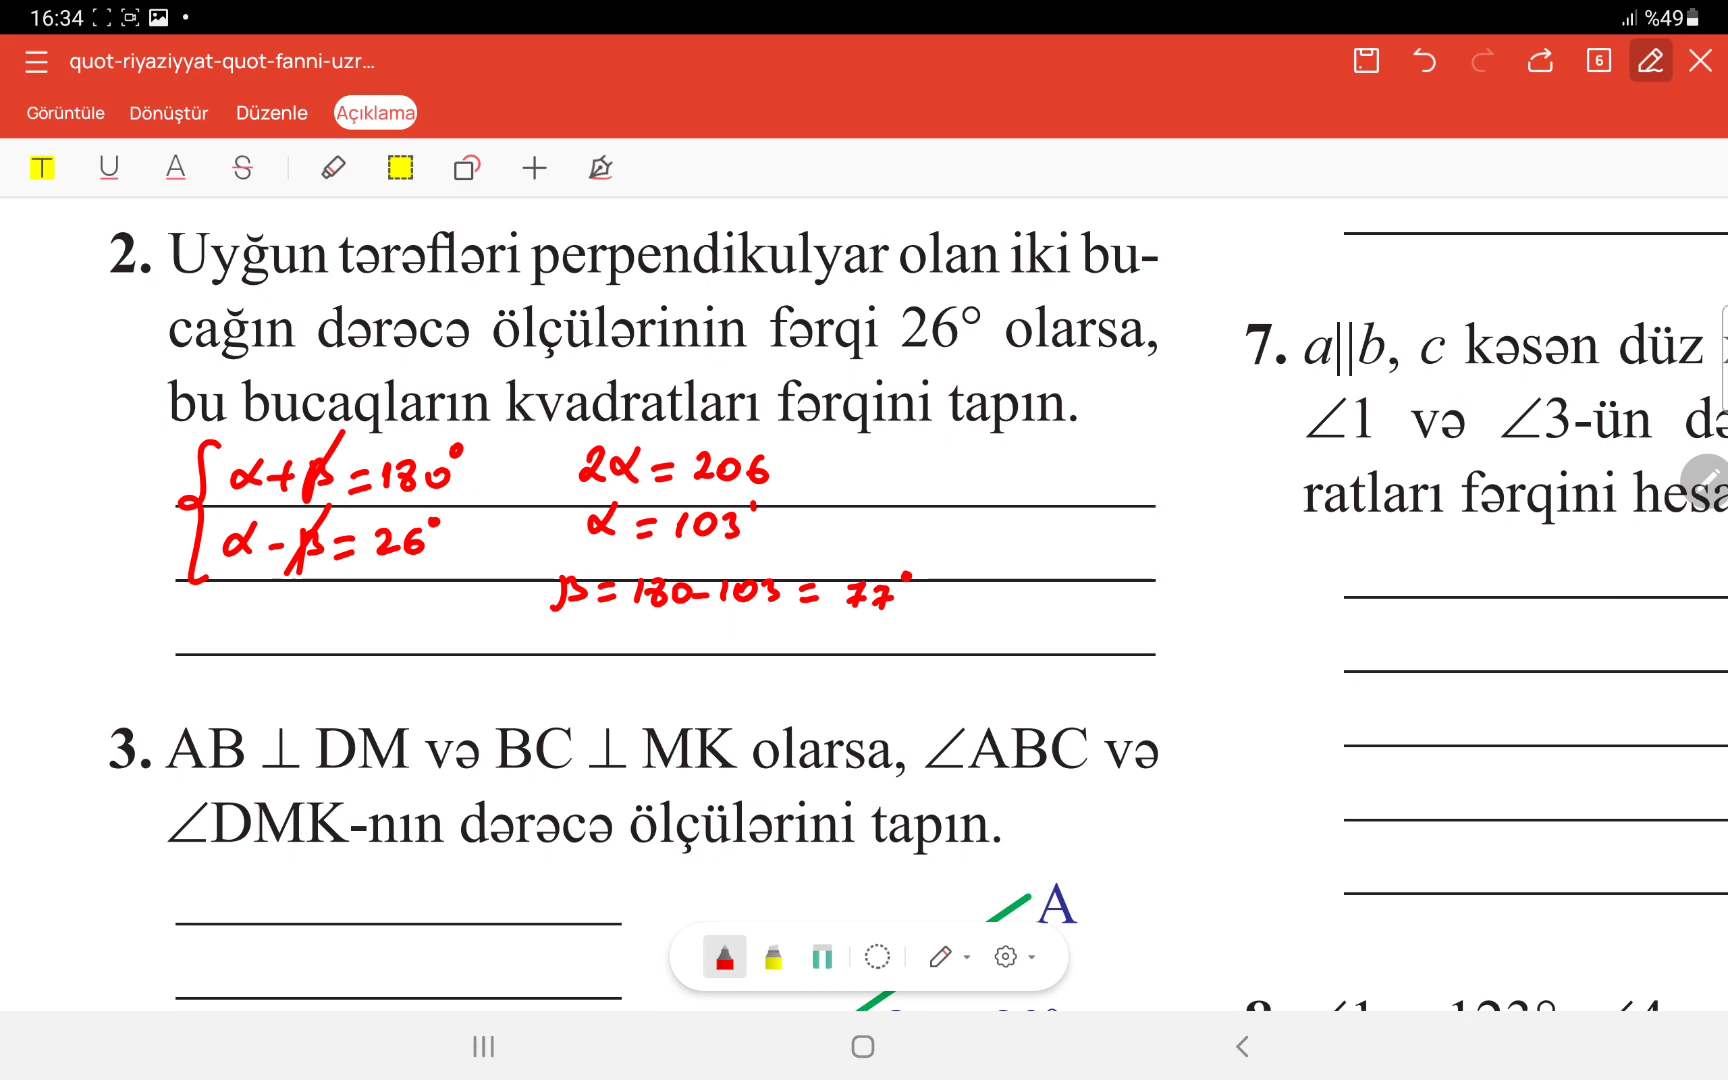 16:34
%49
quot-riyaziyyat-quot-fanni-uzr...
6
Görüntüle Dönüştür Düzenle Açıklama
T U A S
2. Uyğun tərəfləri perpendikulyar olan iki bu-
cağın dərəcə ölçülərinin fərqi 26° olarsa,
bu bucaqların kvadratları fərqini tapın.
α+β=180°
α-β=26°
2α=206
α=103°
β=180-103=77°
3. AB ⊥ DM və BC ⊥ MK olarsa, ∠ABC və
∠DMK-nın dərəcə ölçülərini tapın.
A
7. a||b, c kəsən düz
∠1 və ∠3-ün də
ratları fərqini hesa